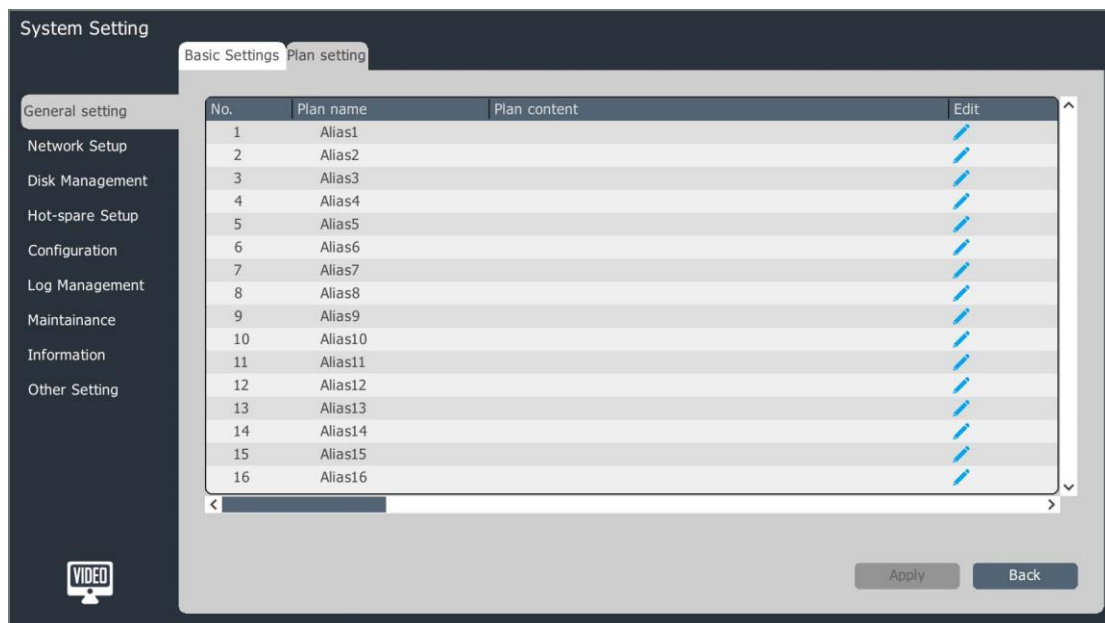 System Setting
Basic Settings Plan setting
General setting
Network Setup
Disk Management
Hot-spare Setup
Configuration
Log Management
Maintainance
Information
Other Setting
No. Plan name Plan content Edit
1 Alias1
2 Alias2
3 Alias3
4 Alias4
5 Alias5
6 Alias6
7 Alias7
8 Alias8
9 Alias9
10 Alias10
11 Alias11
12 Alias12
13 Alias13
14 Alias14
15 Alias15
16 Alias16
VIDEO
Apply Back